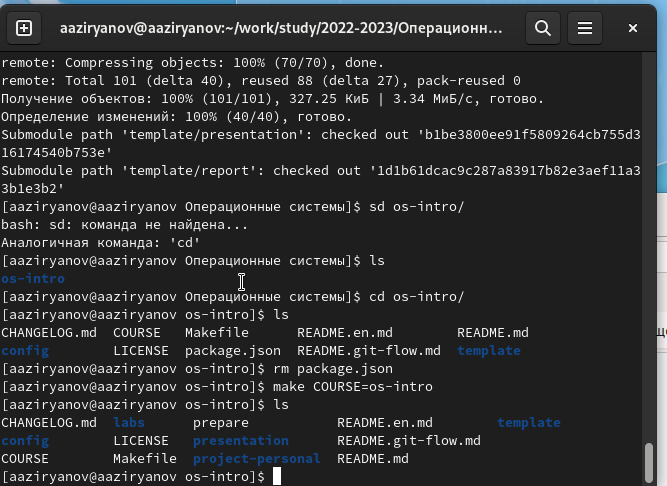 aaziryanov@aaziryanov:~/work/study/2022-2023/Операционн...
remote: Compressing objects: 100% (70/70), done.
remote: Total 101 (delta 40), reused 88 (delta 27), pack-reused 0
Получение объектов: 100% (101/101), 327.25 КиБ | 3.34 МиБ/с, готово.
Определение изменений: 100% (40/40), готово.
Submodule path 'template/presentation': checked out 'b1be3800ee91f5809264cb755d3
16174540b753e'
Submodule path 'template/report': checked out '1d1b61dcac9c287a83917b82e3aef11a3
3b1e3b2'
[aaziryanov@aaziryanov Операционные системы]$ sd os-intro/
bash: sd: команда не найдена...
Аналогичная команда: 'cd'
[aaziryanov@aaziryanov Операционные системы]$ ls
os-intro
[aaziryanov@aaziryanov Операционные системы]$ cd os-intro/
[aaziryanov@aaziryanov os-intro]$ ls
CHANGELOG.md COURSE Makefile README.en.md README.md
config LICENSE package.json README.git-flow.md template
[aaziryanov@aaziryanov os-intro]$ rm package.json
[aaziryanov@aaziryanov os-intro]$ make COURSE=os-intro
[aaziryanov@aaziryanov os-intro]$ ls
CHANGELOG.md labs prepare README.en.md template
config LICENSE presentation README.git-flow.md
COURSE Makefile project-personal README.md
[aaziryanov@aaziryanov os-intro]$